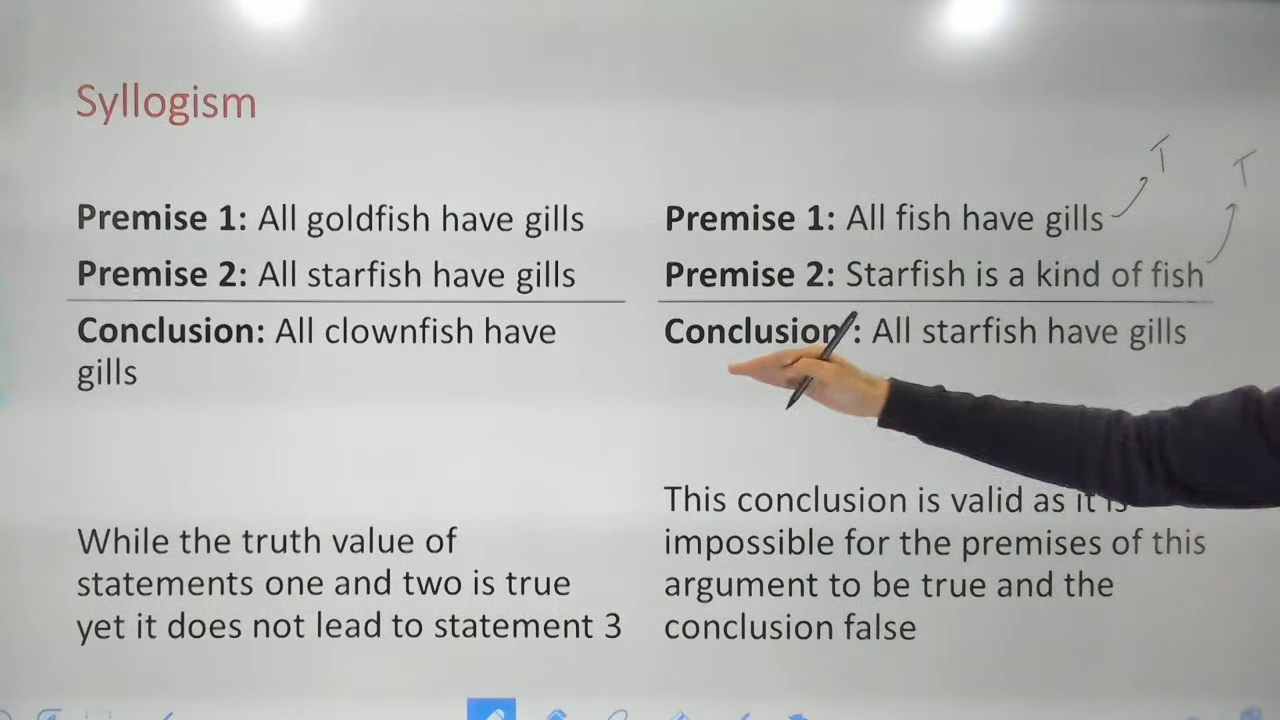 Syllogism
Premise 1: All goldfish have gills
Premise 2: All starfish have gills
Conclusion: All clownfish have
gills
While the truth value of
statements one and two is true
yet it does not lead to statement 3
T
T
Premise 1: All fish have gills
Premise 2: Starfish is a kind of fish
Conclusion : All starfish have gills
This conclusion is valid as it is
impossible for the premises of this
argument to be true and the
conclusion false